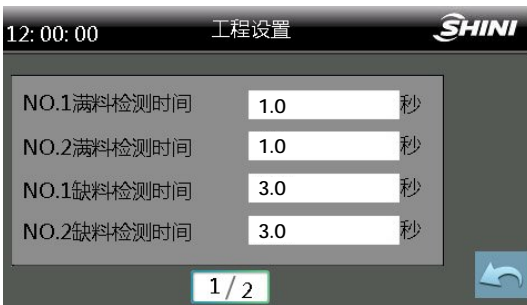 12:00:00 工程设置 SHINI
NO.1满料检测时间 1.0 秒
NO.2满料检测时间 1.0 秒
NO.1缺料检测时间 3.0 秒
NO.2缺料检测时间 3.0 秒
1/2